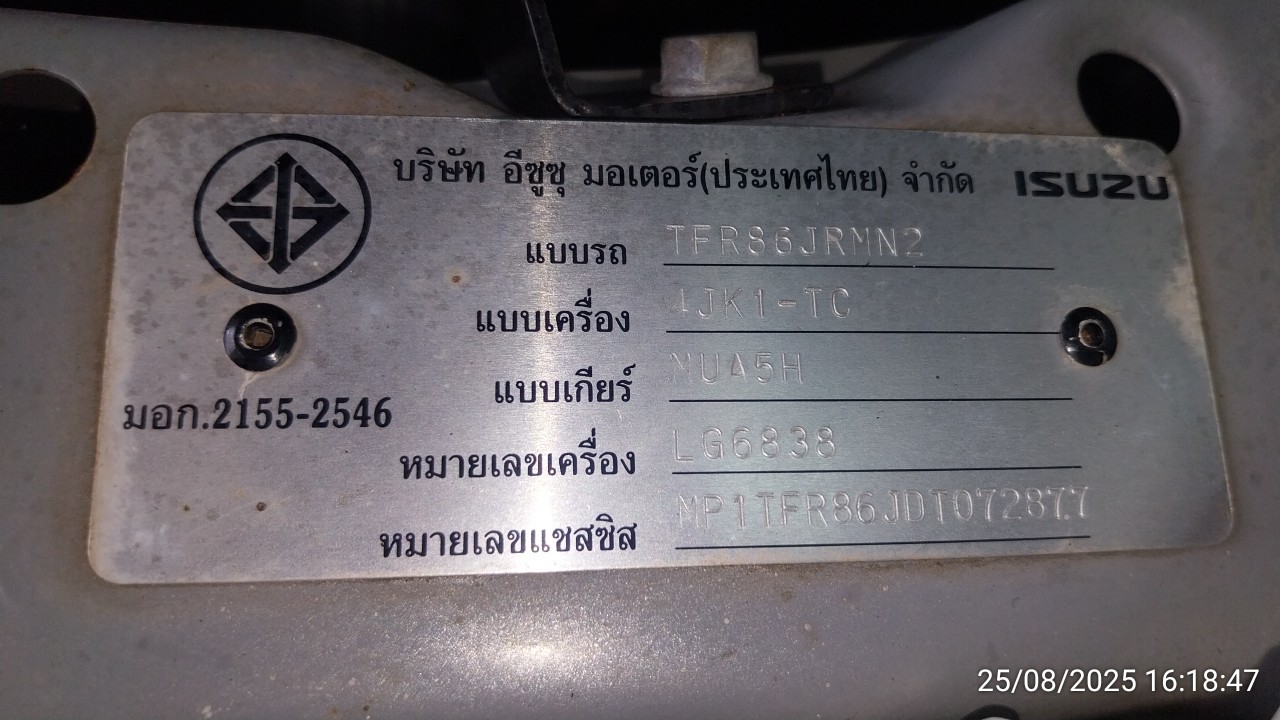 บริษัท อีซูซุ มอเตอร์(ประเทศไทย) จำกัด ISUZU
แบบรถ TFR86JRMN2
แบบเครื่อง 4JK1-TC
แบบเกียร์ MUA5H
มอก.2155-2546
หมายเลขเครื่อง LG6838
หมายเลขแชสซิส MP1TFR86JDT072877
25/08/2025 16:18:47